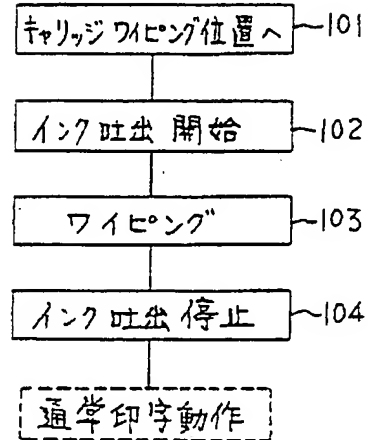 キャリッジ ワイピング位置へ 101
インク吐出 開始 102
ワイピング 103
インク吐出 停止 104
通常印字動作